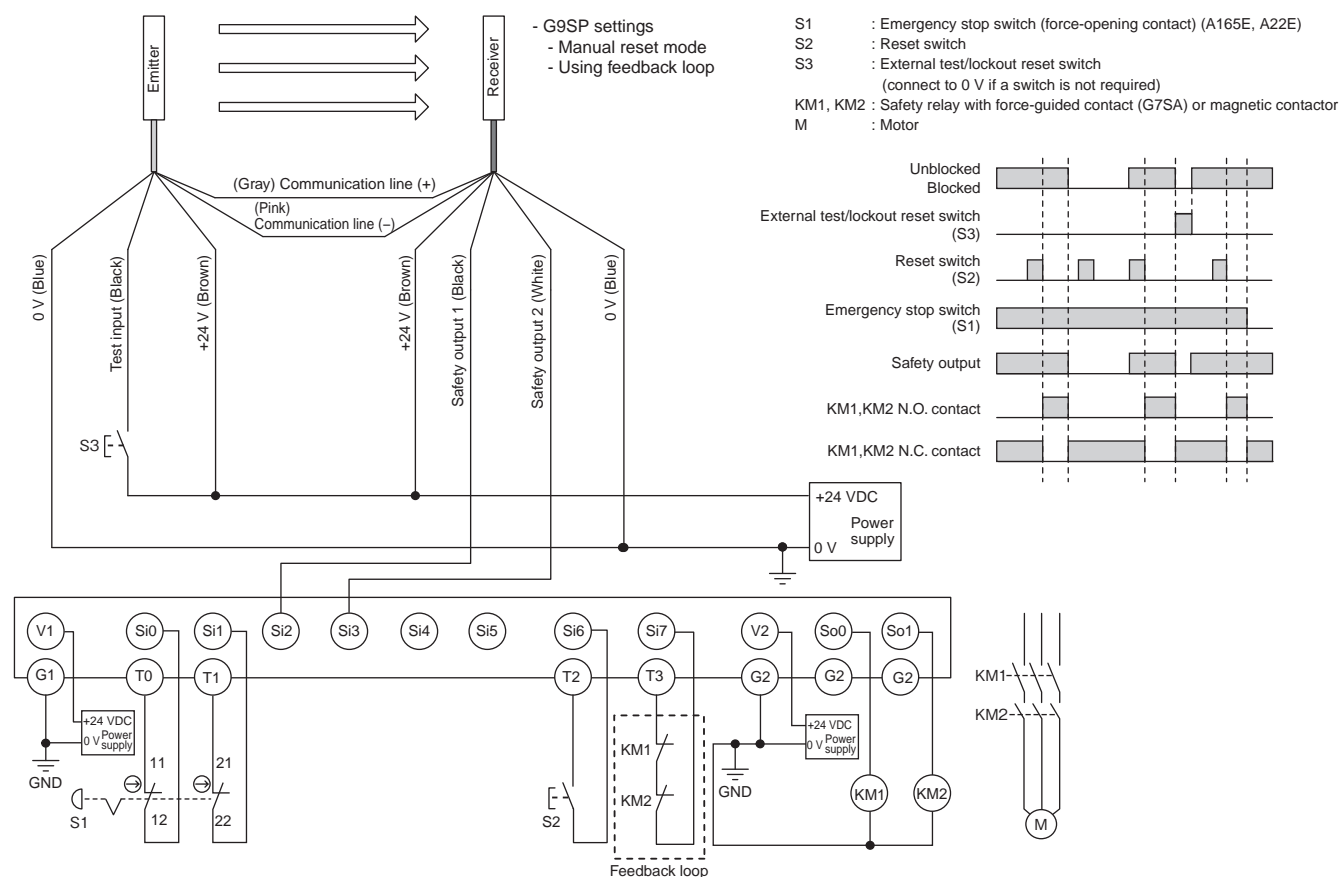 Emitter
Receiver
- G9SP settings
- Manual reset mode
- Using feedback loop
S1 : Emergency stop switch (force-opening contact) (A165E, A22E)
S2 : Reset switch
S3 : External test/lockout reset switch
(connect to 0 V if a switch is not required)
KM1, KM2 : Safety relay with force-guided contact (G7SA) or magnetic contactor
M : Motor
(Gray) Communication line (+)
(Pink)
Communication line (−)
0 V (Blue)
Test input (Black)
+24 V (Brown)
+24 V (Brown)
Safety output 1 (Black)
Safety output 2 (White)
0 V (Blue)
S3
Unblocked
Blocked
External test/lockout reset switch
(S3)
Reset switch
(S2)
Emergency stop switch
(S1)
Safety output
KM1,KM2 N.O. contact
KM1,KM2 N.C. contact
+24 VDC
Power
supply
0 V
V1 Si0 Si1 Si2 Si3 Si4 Si5 Si6 Si7 V2 So0 So1
G1 T0 T1 T2 T3 G2 G2 G2
+24 VDC
0 V Power
supply
GND
11
21
12
22
S1
S2
KM1
KM2
Feedback loop
+24 VDC
0 V Power
supply
GND
KM1
KM2
KM1
KM2
M